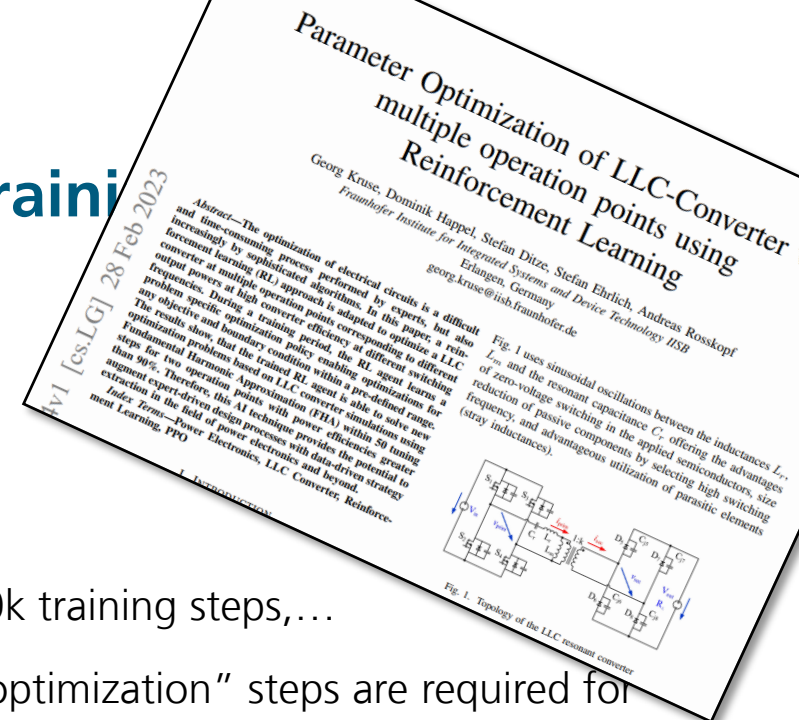 raini
Parameter Optimization of LLC-Converter
multiple operation points using
Reinforcement Learning
Georg Kruse, Dominik Happel, Stefan Ditze, Stefan Ehrlich, Andreas Rosskopf
Fraunhofer Institute for Integrated Systems and Device Technology IISB
Erlangen, Germany
georg.kruse@iisb.fraunhofer.de
4v1 [cs.LG] 28 Feb 2023
Abstract—The optimization of electrical circuits is a difficult
and time-consuming process performed by experts, but also
increasingly by sophisticated algorithms. In this paper, a rein-
forcement learning (RL) approach is adapted to optimize a LLC
converter at multiple operation points corresponding to different
output powers at high converter efficiency at different switching
frequencies. During a training period, the RL agent learns a
problem specific optimization policy enabling optimizations for
any objective and boundary condition within a pre-defined range.
The results show, that the trained RL agent is able to solve new
optimization problems based on LLC converter simulations using
Fundamental Harmonic Approximation (FHA) within 50 tuning
steps for two operation points with power efficiencies greater
than 90%. Therefore, this AI technique provides the potential to
augment expert-driven design processes with data-driven strategy
extraction in the field of power electronics and beyond.
Index Terms—Power Electronics, LLC Converter, Reinforce-
ment Learning, PPO
I. INTRODUCTION
Fig. 1 uses sinusoidal oscillations between the inductances Lr,
Lm and the resonant capacitance Cr offering the advantages
of zero-voltage switching in the applied semiconductors, size
reduction of passive components by selecting high switching
frequency, and advantageous utilization of parasitic elements
(stray inductances).
Fig. 1. Topology of the LLC resonant converter
k training steps,…
optimization” steps are required for